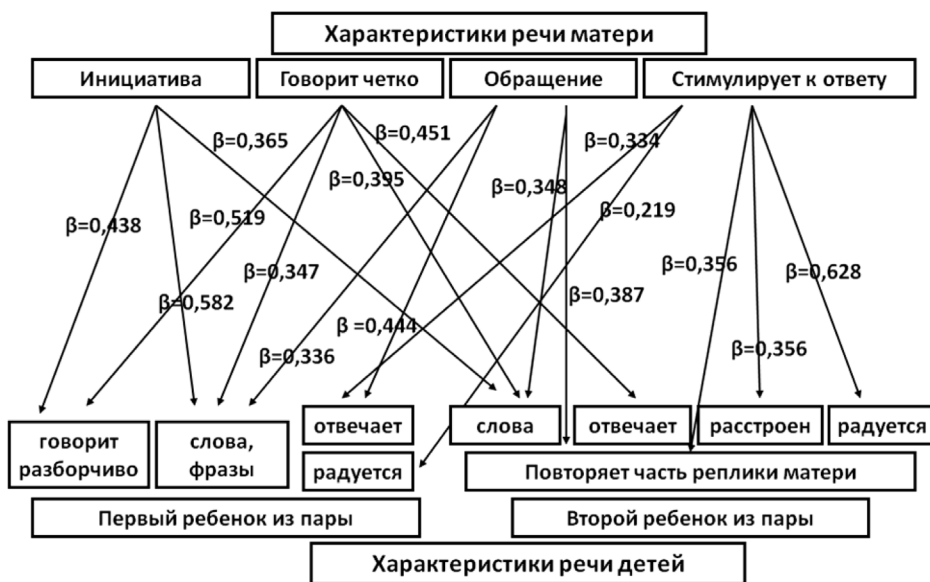 Характеристики речи матери
Инициатива
Говорит четко
Обращение
Стимулирует к ответу
β=0,365
β=0,451
β=0,334
β=0,395
β=0,348
β=0,438
β=0,519
β=0,219
β=0,347
β=0,356
β=0,628
β=0,582
β=0,387
β =0,444
β=0,336
β=0,356
говорит
разборчиво
слова,
фразы
отвечает
радуется
слова
отвечает
расстроен
радуется
Повторяет часть реплики матери
Первый ребенок из пары
Второй ребенок из пары
Характеристики речи детей